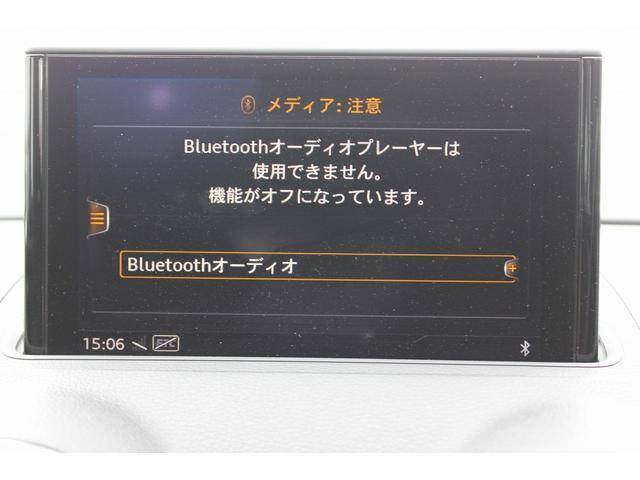 メディア: 注意
Bluetoothオーディオプレーヤーは
使用できません。
機能がオフになっています。
Bluetoothオーディオ
15:06 ETC